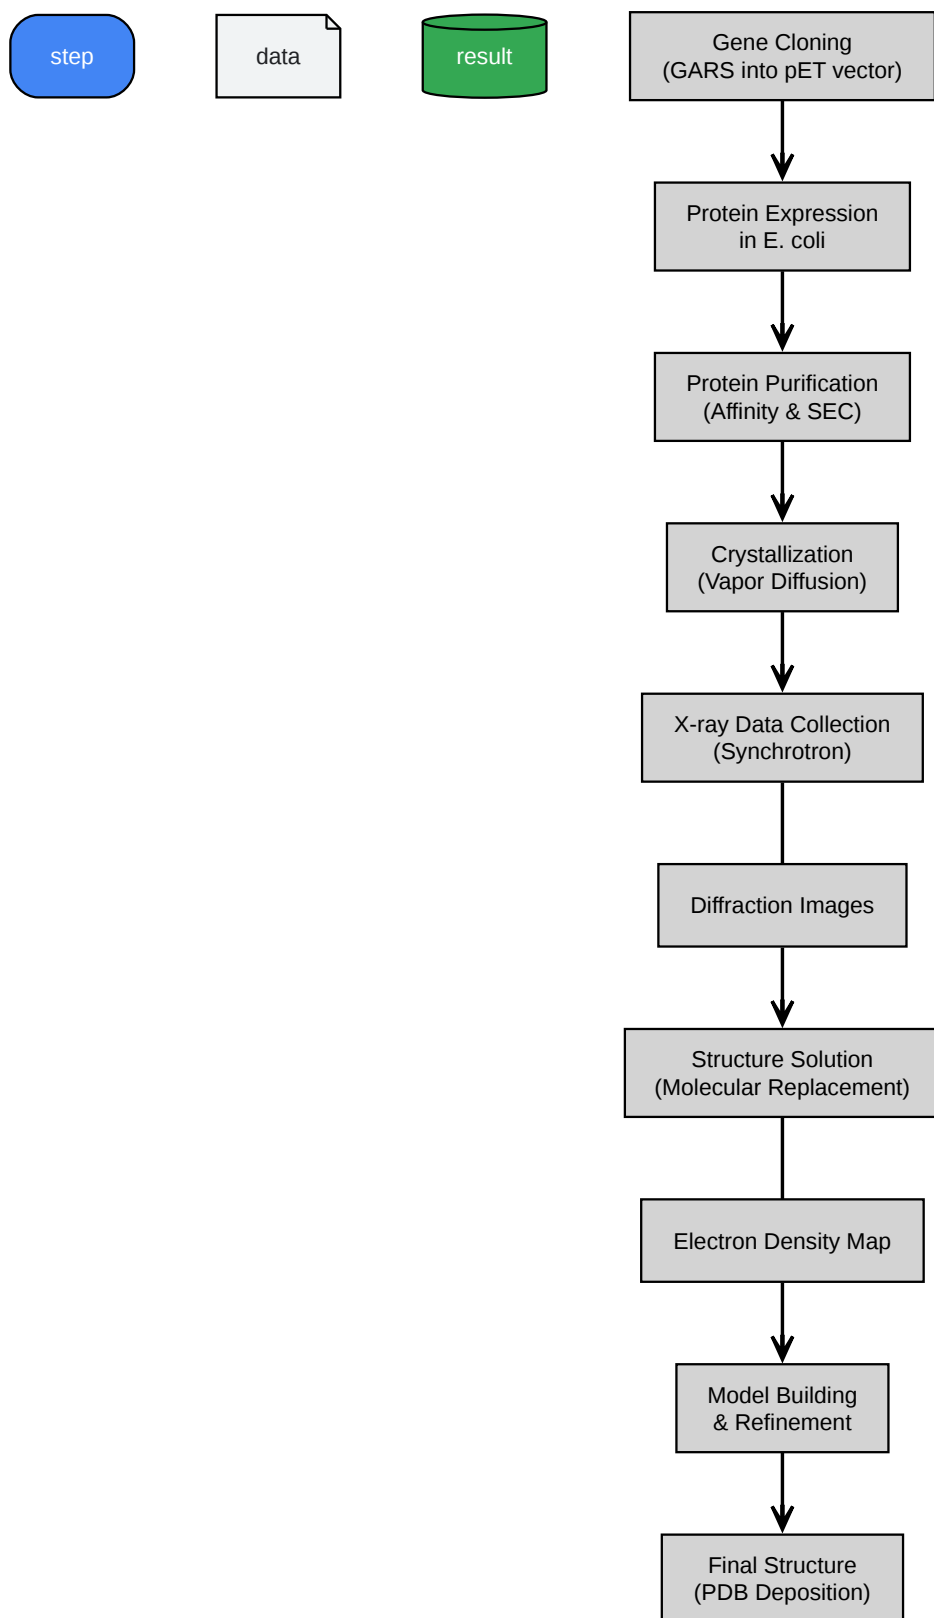 step
data
result
Gene Cloning
(GARS into pET vector)
Protein Expression
in E. coli
Protein Purification
(Affinity & SEC)
Crystallization
(Vapor Diffusion)
X-ray Data Collection
(Synchrotron)
Diffraction Images
Structure Solution
(Molecular Replacement)
Electron Density Map
Model Building
& Refinement
Final Structure
(PDB Deposition)